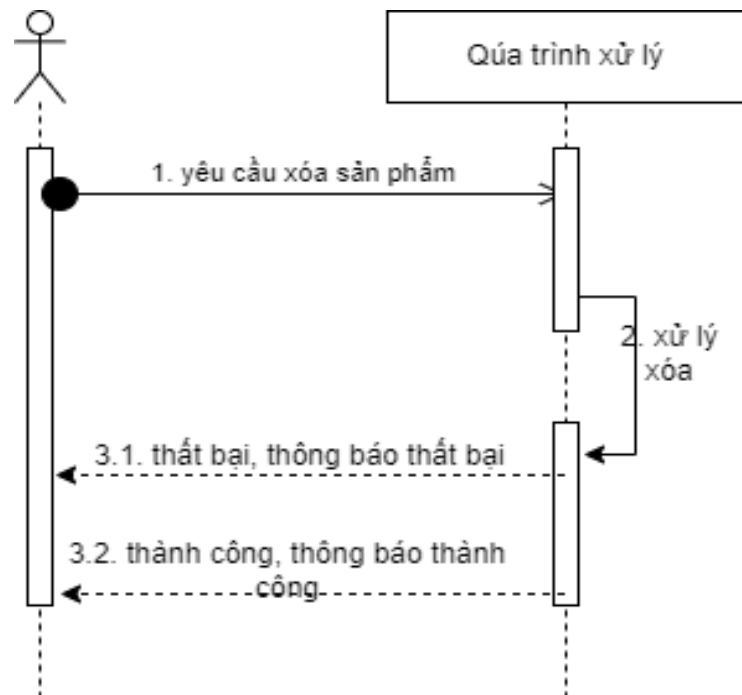 Qúa trình xử lý
1. yêu cầu xóa sản phẩm
2. xử lý
xóa
3.1. thất bại, thông báo thất bại
3.2. thành công, thông báo thành
công